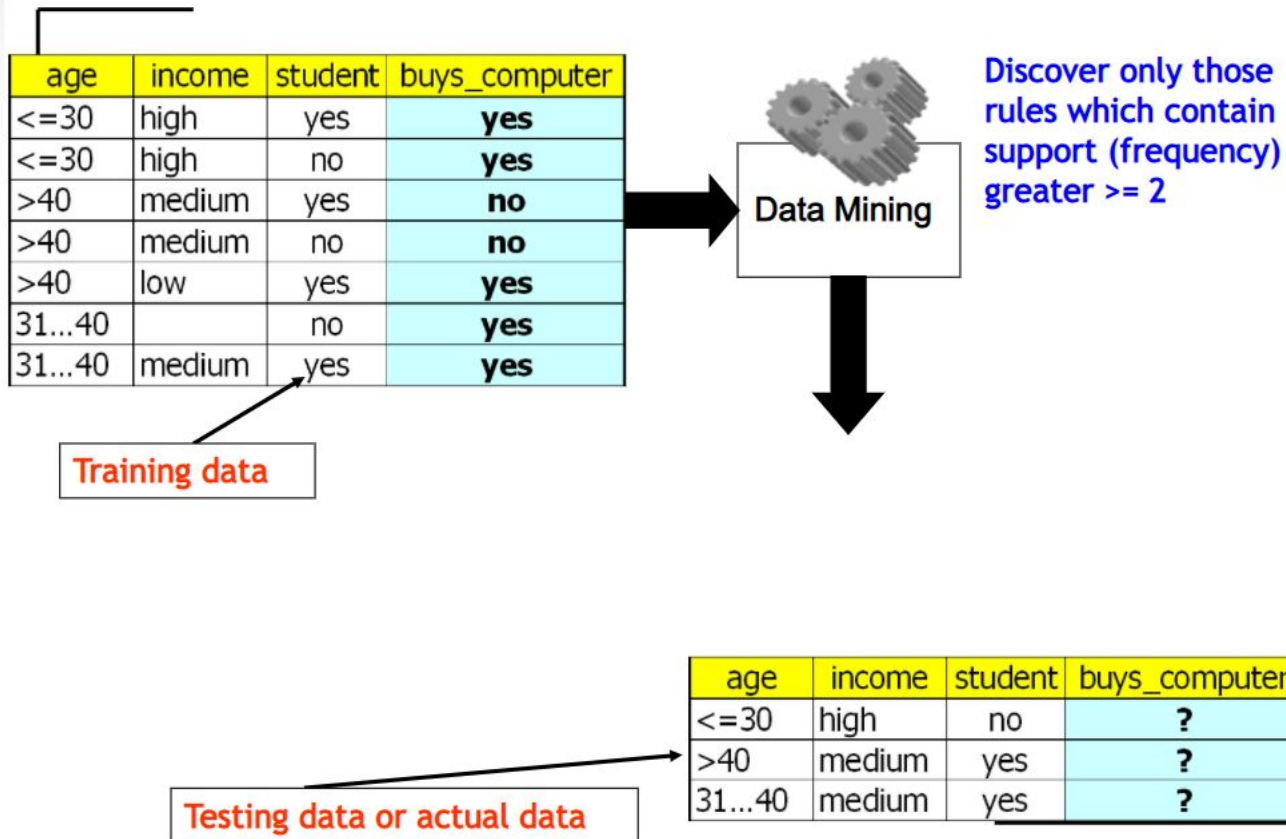 age income student buys_computer
<=30 high yes yes
<=30 high no yes
>40 medium yes no
>40 medium no no
>40 low yes yes
31...40 no yes
31...40 medium yes yes
Training data
Data Mining
Discover only those
rules which contain
support (frequency)
greater >= 2
age income student buys_computer
<=30 high no ?
>40 medium yes ?
31...40 medium yes ?
Testing data or actual data